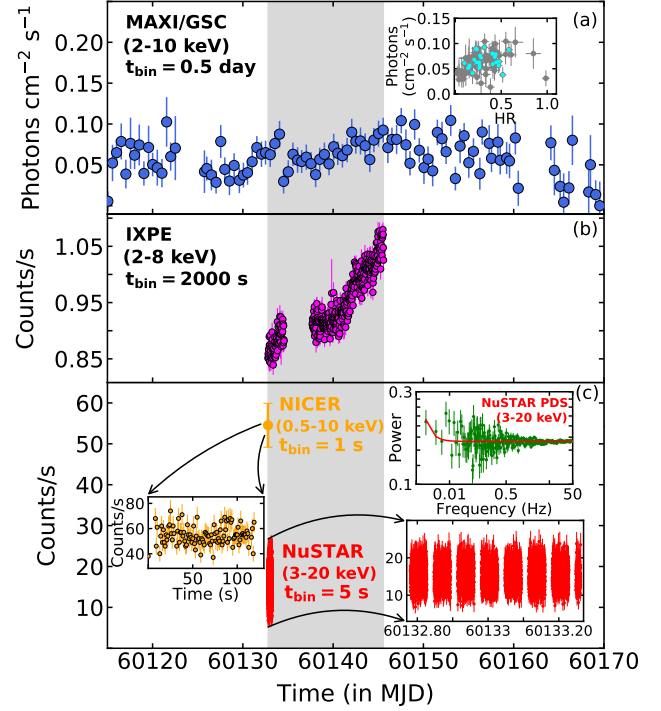 MAXI/GSC
(2-10 keV)
t_bin = 0.5 day
(a)
Photons cm⁻² s⁻¹
0.20
0.15
0.10
0.05
Photons
(cm⁻² s⁻¹)
0.15
0.10
0.05
0.0
0.0
0.5
1.0
HR
IXPE
(2-8 keV)
t_bin = 2000 s
(b)
Counts/s
1.05
0.95
0.85
(c)
Counts/s
60
50
40
30
20
10
NICER
(0.5-10 keV)
t_bin = 1 s
NuSTAR PDS
(3-20 keV)
Power
0.3
0.1
0.01
0.5
50
Frequency (Hz)
Counts/s
80
60
40
50
100
Time (s)
NuSTAR
(3-20 keV)
t_bin = 5 s
20
10
60132.80
60133
60133.20
60120
60130
60140
60150
60160
60170
Time (in MJD)